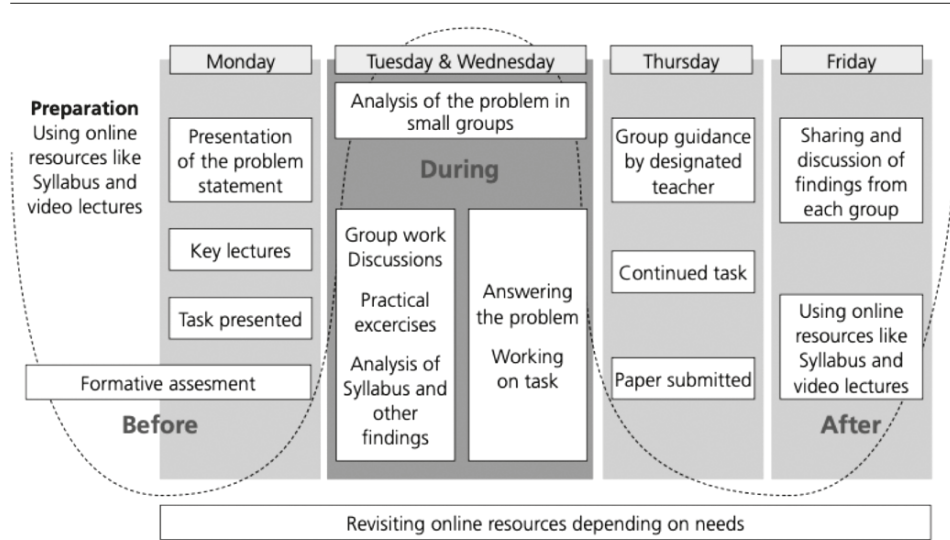 Monday
Tuesday & Wednesday
Thursday
Friday
Preparation
Using online
resources like
Syllabus and
video lectures
Presentation
of the problem
statement
Key lectures
Task presented
Formative assesment
Before
Analysis of the problem in
small groups
During
Group work
Discussions
Practical
excercises
Analysis of
Syllabus and
other
findings
Answering
the problem
Working
on task
Group guidance
by designated
teacher
Continued task
Paper submitted
Sharing and
discussion of
findings from
each group
Using online
resources like
Syllabus and
video lectures
After
Revisiting online resources depending on needs